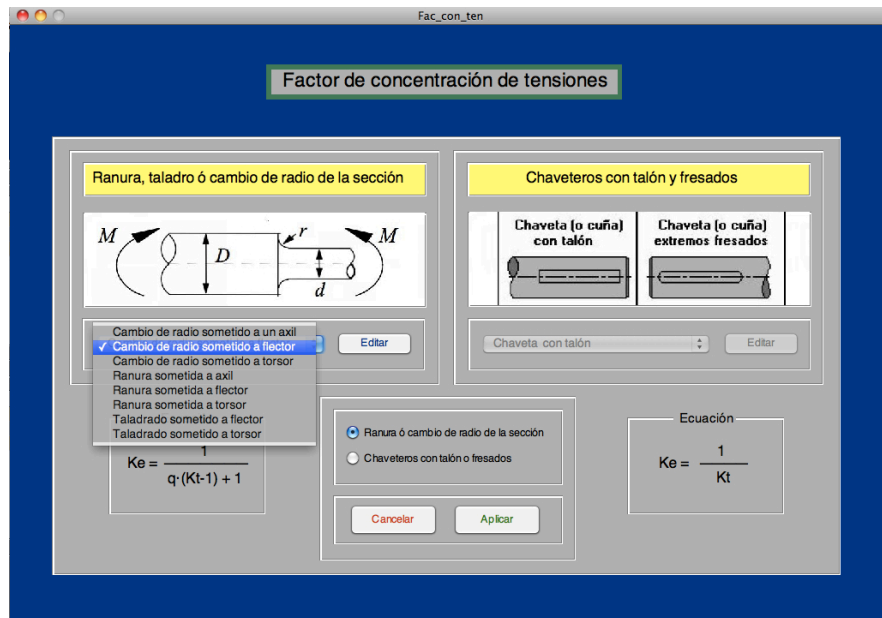 Fac_con_ten
Factor de concentración de tensiones
Ranura, taladro ó cambio de radio de la sección
M
D
r
d
M
Cambio de radio sometido a un axil
✓ Cambio de radio sometido a flector
Cambio de radio sometido a torsor
Ranura sometida a axil
Ranura sometida a flector
Ranura sometida a torsor
Taladrado sometido a flector
Taladrado sometido a torsor
Editar
Ke = 1
q·(Kt-1) + 1
Chaveteros con talón y fresados
Chaveta (o cuña)
con talón
Chaveta (o cuña)
extremos fresados
Chaveta con talón
Editar
Ranura ó cambio de radio de la sección
Chaveteros con talón o fresados
Cancelar
Aplicar
Ecuación
Ke = 1
Kt